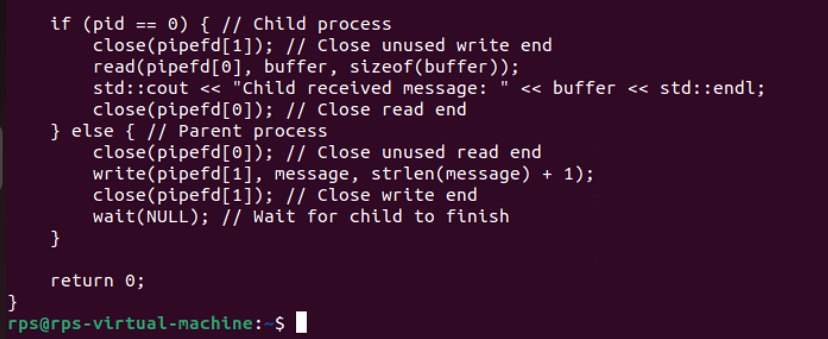 if (pid == 0) { // Child process
        close(pipefd[1]); // Close unused write end
        read(pipefd[0], buffer, sizeof(buffer));
        std::cout << "Child received message: " << buffer << std::endl;
        close(pipefd[0]); // Close read end
    } else { // Parent process
        close(pipefd[0]); // Close unused read end
        write(pipefd[1], message, strlen(message) + 1);
        close(pipefd[1]); // Close write end
        wait(NULL); // Wait for child to finish
    }

    return 0;
}
rps@rps-virtual-machine:~$